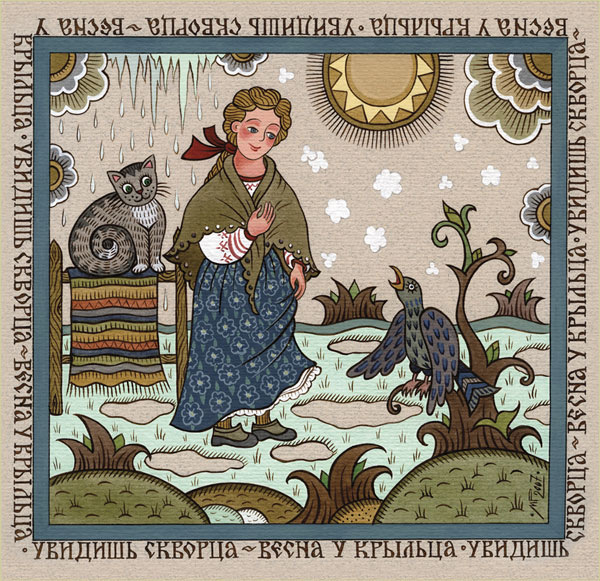 ВЕСНА У КРЫЛЬЦА · УВИДИШЬ СКВОРЦА ~ ВЕСНА У
КРЫЛЬЦА · УВИДИШЬ СКВОРЦА ~ ВЕСНА У КРЫЛЬЦА
· УВИДИШЬ СКВОРЦА ~ ВЕСНА У КРЫЛЬЦА · УВИДИШЬ
СКВОРЦА ~ ВЕСНА У КРЫЛЬЦА · УВИДИШЬ СКВОРЦА ~